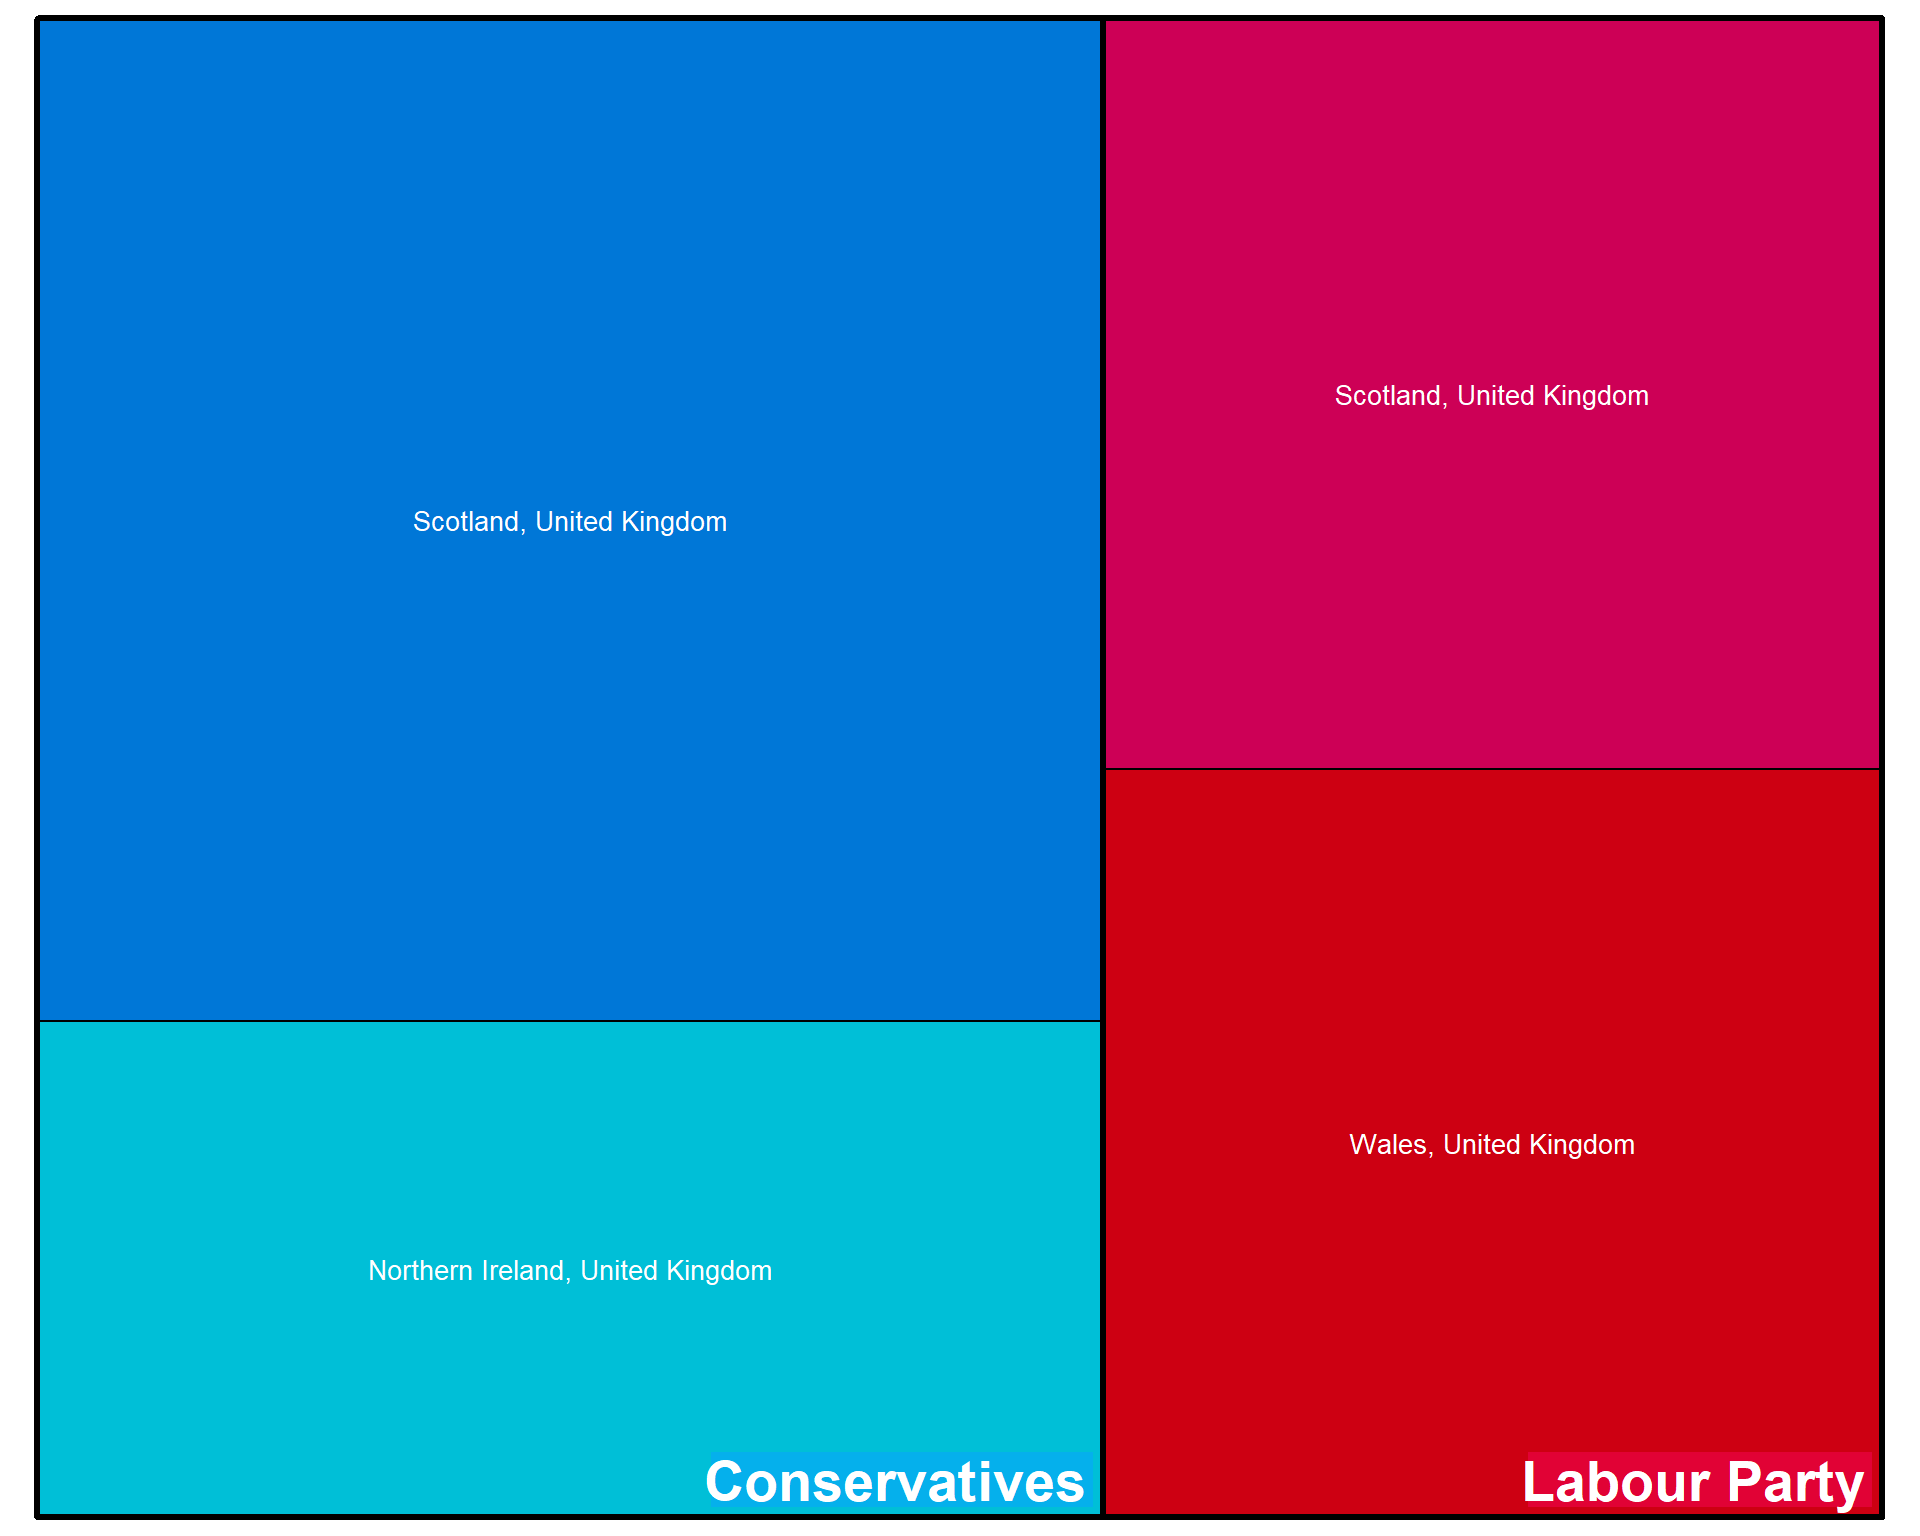 Scotland, United Kingdom
Northern Ireland, United Kingdom
Conservatives
Scotland, United Kingdom
Wales, United Kingdom
Labour Party